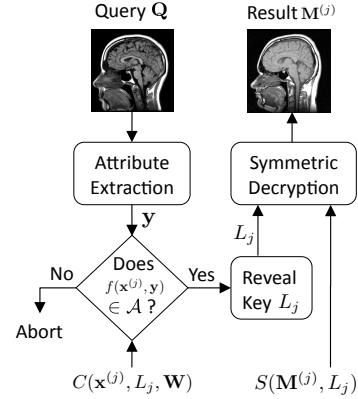 Query Q
Result M^(j)
Attribute
Extraction
Symmetric
Decryption
y
L_j
No
Does
f(x^(j), y)
∈ 𝒜 ?
Yes
Reveal
Key L_j
Abort
C(x^(j), L_j, W)
S(M^(j), L_j)